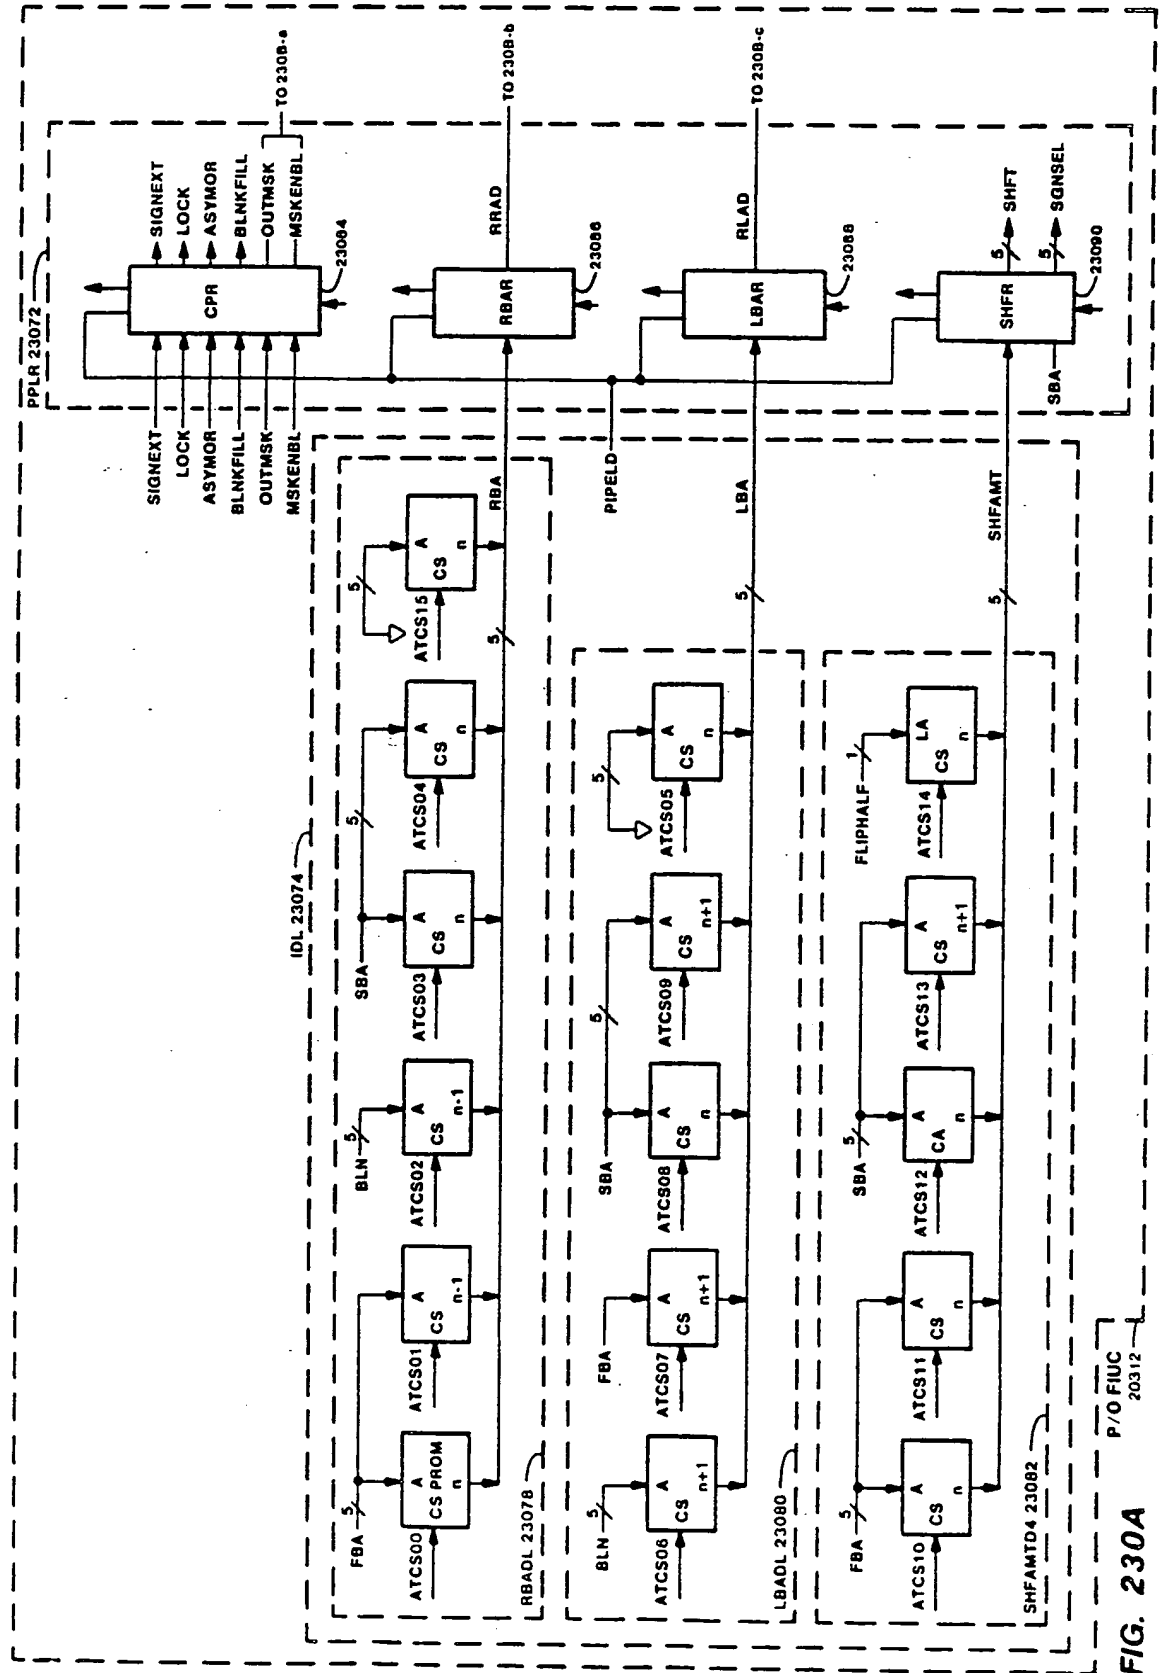 PPLR 23072
SIGNEXT
LOCK
ASYMOR
BLNKFILL
OUTMSK
MSKENBL
CPR
SIGNEXT
LOCK
ASYMOR
BLNKFILL
OUTMSK
MSKENBL
TO 230B-a
23084
RBAR
RRAD
TO 230B-b
23086
LBAR
RLAD
TO 230B-c
23088
SHFR
SBA
5
SHFT
5
SGNSEL
23090
PIPELD
IDL 23074
RBADL 23078
FBA
5
ATCS00
A
CS PROM
n
ATCS01
A
CS
n-1
BLN
5
ATCS02
A
CS
n-1
SBA
5
ATCS03
A
CS
n
ATCS04
A
CS
n
5
ATCS15
A
CS
n
5
RBA
LBADL 23080
BLN
5
ATCS06
A
CS
n+1
FBA
ATCS07
A
CS
n+1
SBA
5
ATCS08
A
CS
n
ATCS09
A
CS
n+1
5
ATCS05
A
CS
n
5
LBA
SHFAMTD4 23082
FBA
5
ATCS10
A
CS
n
ATCS11
A
CS
n
SBA
5
ATCS12
A
CA
n
ATCS13
A
CS
n+1
FLIPHALF
1
ATCS14
LA
CS
n
5
SHFAMT
P/O FIUC
20312
FIG. 230A